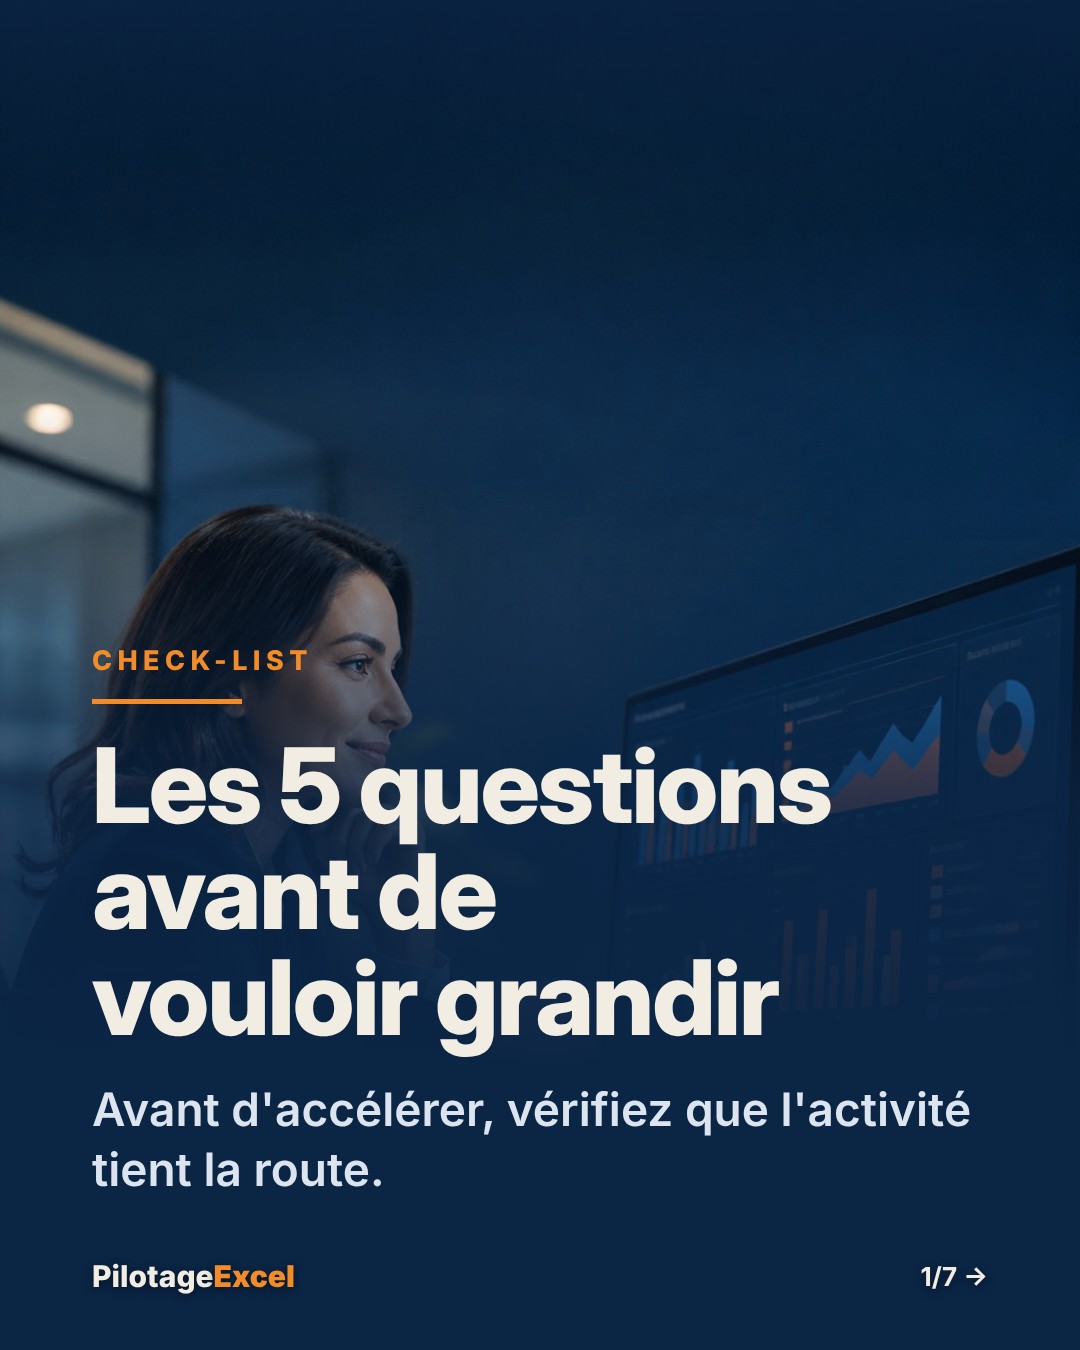 CHECK-LIST
Les 5 questions
avant de
vouloir grandir
Avant d'accélérer, vérifiez que l'activité
tient la route.
PilotageExcel
1/7 →